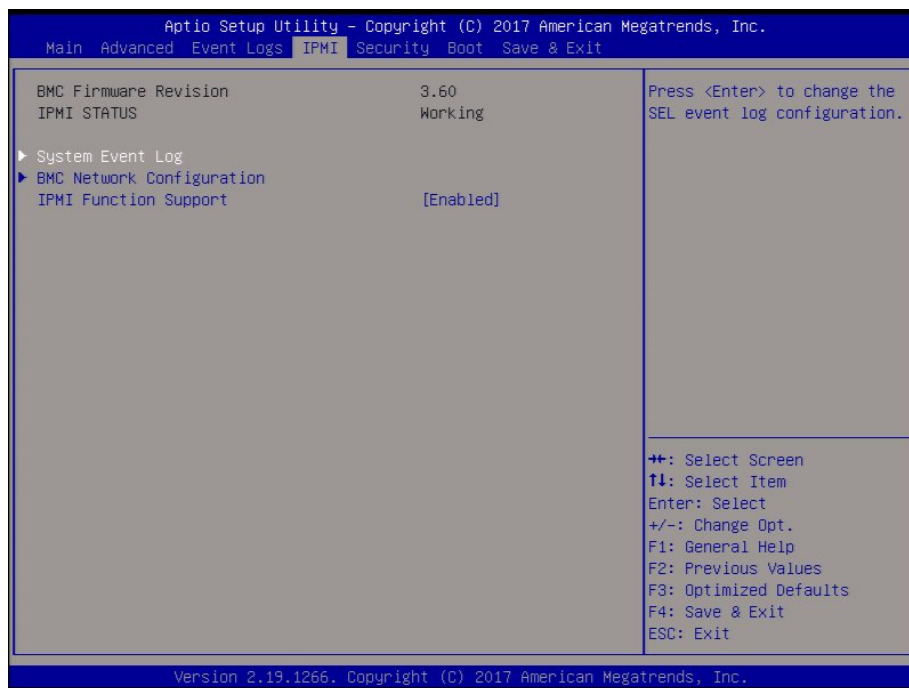 Aptio Setup Utility – Copyright (C) 2017 American Megatrends, Inc.
Main Advanced Event Logs IPMI Security Boot Save & Exit
BMC Firmware Revision 3.60
IPMI STATUS Working
▶ System Event Log
▶ BMC Network Configuration
IPMI Function Support [Enabled]
Press <Enter> to change the
SEL event log configuration.
→←: Select Screen
↑↓: Select Item
Enter: Select
+/-: Change Opt.
F1: General Help
F2: Previous Values
F3: Optimized Defaults
F4: Save & Exit
ESC: Exit
Version 2.19.1266. Copyright (C) 2017 American Megatrends, Inc.